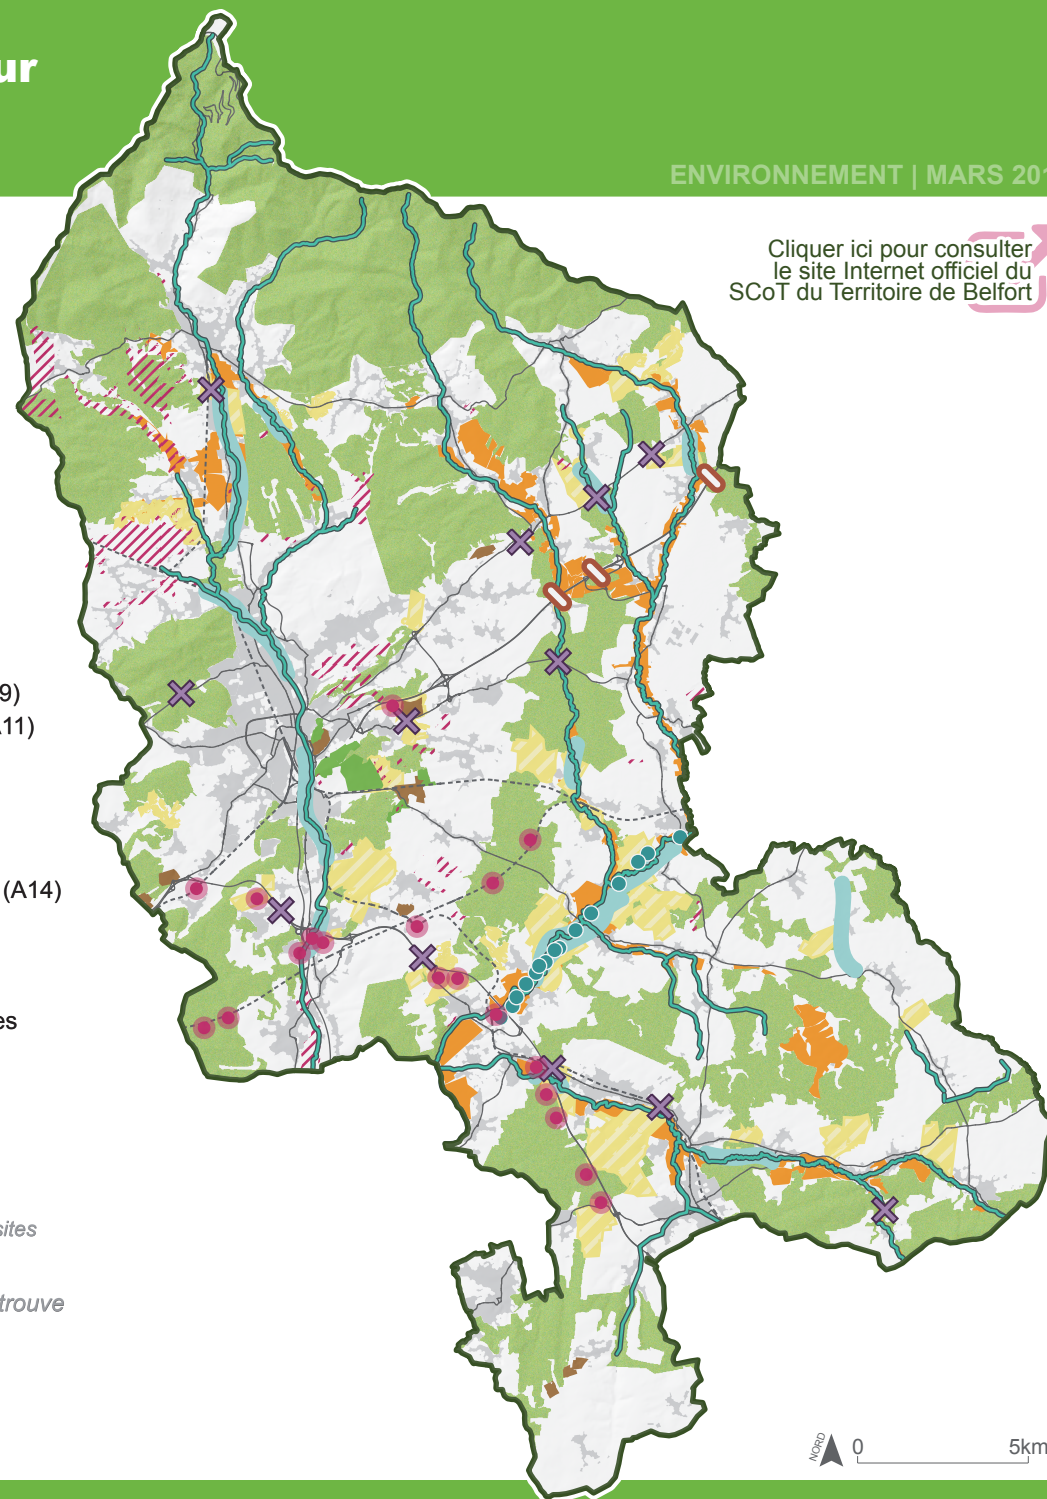 ur
ENVIRONNEMENT | MARS 201
Cliquer ici pour consulter
le site Internet officiel du
SCoT du Territoire de Belfort
9)
11)
(A14)
es
sites
trouve
NORD
0
5km